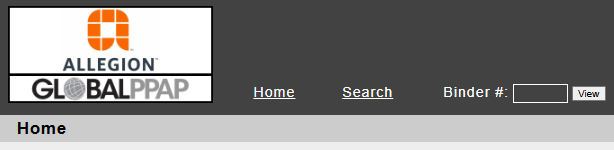 ALLEGION™
GLOBALPPAP
Home Search Binder #: View
Home